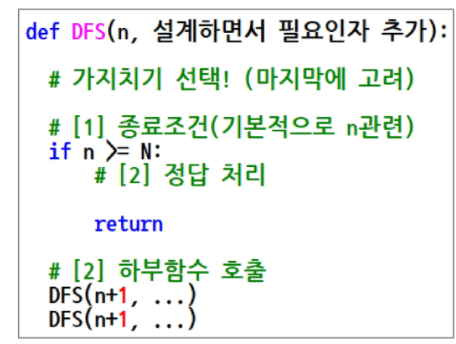 def DFS(n, 설계하면서 필요인자 추가):
# 가지치기 선택! (마지막에 고려)
# [1] 종료조건(기본적으로 n관련)
if n >= N:
# [2] 정답 처리
return
# [2] 하부함수 호출
DFS(n+1, ...)
DFS(n+1, ...)